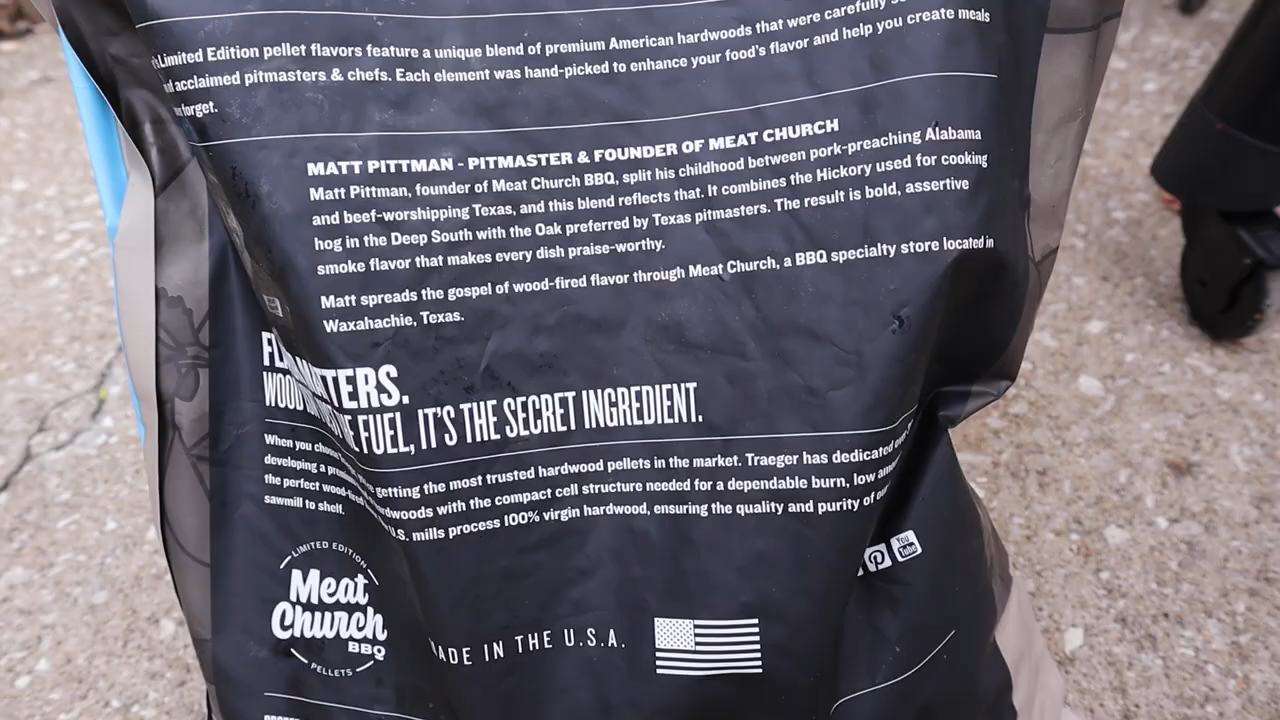 Limited Edition pellet flavors feature a unique blend of premium American hardwoods that were carefully
acclaimed pitmasters & chefs. Each element was hand-picked to enhance your food's flavor and help you create meals
forget.
MATT PITTMAN - PITMASTER & FOUNDER OF MEAT CHURCH
Matt Pittman, founder of Meat Church BBQ, split his childhood between pork-preaching Alabama
and beef-worshipping Texas, and this blend reflects that. It combines the Hickory used for cooking
hog in the Deep South with the Oak preferred by Texas pitmasters. The result is bold, assertive
smoke flavor that makes every dish praise-worthy.
Matt spreads the gospel of wood-fired flavor through Meat Church, a BBQ specialty store located in
Waxahachie, Texas.
FUEL, IT'S THE SECRET INGREDIENT.
When you choose getting the most trusted hardwood pellets in the market. Traeger has dedicated
developing a with the compact cell structure needed for a dependable burn, low
the perfect wood-fired U.S. mills process 100% virgin hardwood, ensuring the quality and purity of
sawmill to shelf.
You
Tube
LIMITED EDITION
Meat
Church
BBQ
PELLETS
MADE IN THE U.S.A.